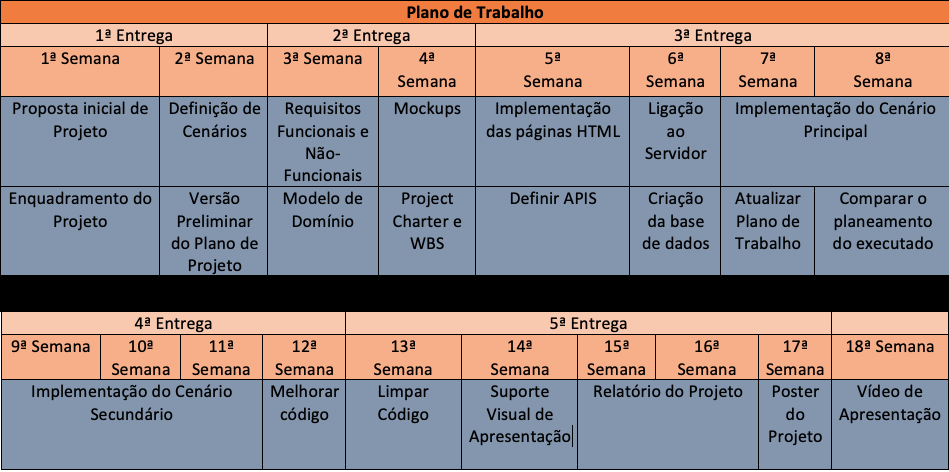 Plano de Trabalho
1ª Entrega
2ª Entrega
3ª Entrega
1ª Semana
2ª Semana
3ª Semana
4ª
Semana
5ª
Semana
6ª
Semana
7ª
Semana
8ª
Semana
Proposta inicial de
Projeto
Definição de
Cenários
Requisitos
Funcionais e
Não-
Funcionais
Mockups
Implementação
das páginas HTML
Ligação
ao
Servidor
Implementação do Cenário
Principal
Enquadramento do
Projeto
Versão
Preliminar
do Plano de
Projeto
Modelo de
Domínio
Project
Charter e
WBS
Definir APIS
Criação
da base
de dados
Atualizar
Plano de
Trabalho
Comparar o
planeamento
do executado
4ª Entrega
5ª Entrega
9ª Semana
10ª
Semana
11ª
Semana
12ª
Semana
13ª
Semana
14ª
Semana
15ª
Semana
16ª
Semana
17ª
Semana
18ª Semana
Implementação do Cenário
Secundário
Melhorar
código
Limpar
Código
Suporte
Visual de
Apresentação
Relatório do Projeto
Poster
do
Projeto
Vídeo de
Apresentação